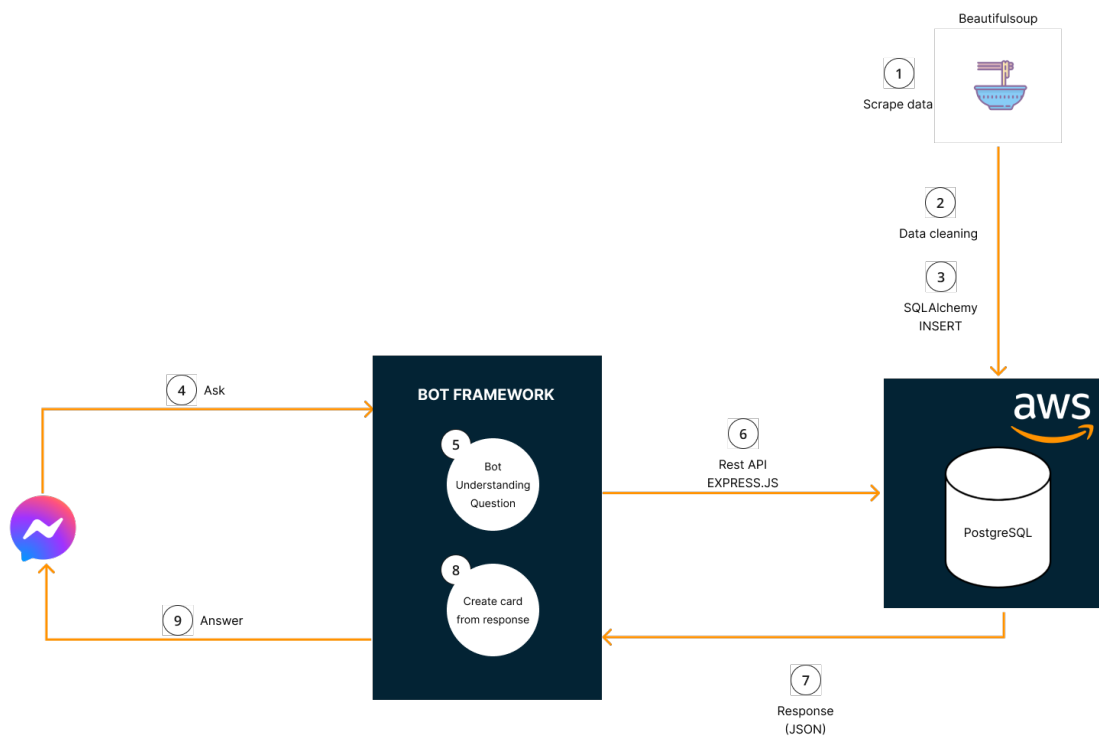 Beautifulsoup
1
Scrape data
2
Data cleaning
3
SQLAlchemy
INSERT
4
Ask
BOT FRAMEWORK
5
Bot
Understanding
Question
6
Rest API
EXPRESS.JS
aws
PostgreSQL
8
Create card
from response
9
Answer
7
Response
(JSON)